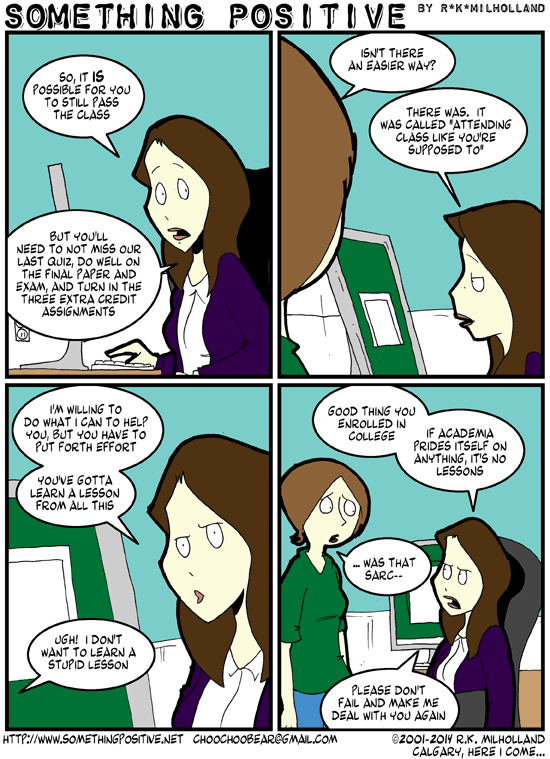 SOMETHING POSITIVE BY R*K*MILHOLLAND
SO, IT IS
POSSIBLE FOR YOU
TO STILL PASS
THE CLASS
BUT YOU'LL
NEED TO NOT MISS OUR
LAST QUIZ, DO WELL ON
THE FINAL PAPER AND
EXAM, AND TURN IN THE
THREE EXTRA CREDIT
ASSIGNMENTS
ISN'T THERE
AN EASIER WAY?
THERE WAS. IT
WAS CALLED "ATTENDING
CLASS LIKE YOU'RE
SUPPOSED TO"
I'M WILLING TO
DO WHAT I CAN TO HELP
YOU, BUT YOU HAVE TO
PUT FORTH EFFORT
YOU'VE GOTTA
LEARN A LESSON
FROM ALL THIS
UGH! I DON'T
WANT TO LEARN A
STUPID LESSON
GOOD THING YOU
ENROLLED IN
COLLEGE
IF ACADEMIA
PRIDES ITSELF ON
ANYTHING, IT'S NO
LESSONS
... WAS THAT
SARC--
PLEASE DON'T
FAIL AND MAKE ME
DEAL WITH YOU AGAIN
HTTP://WWW.SOMETHINGPOSITIVE.NET CHOOCHOOBEAR@GMAIL.COM
©2001-2014 R.K. MILHOLLAND
CALGARY, HERE I COME...